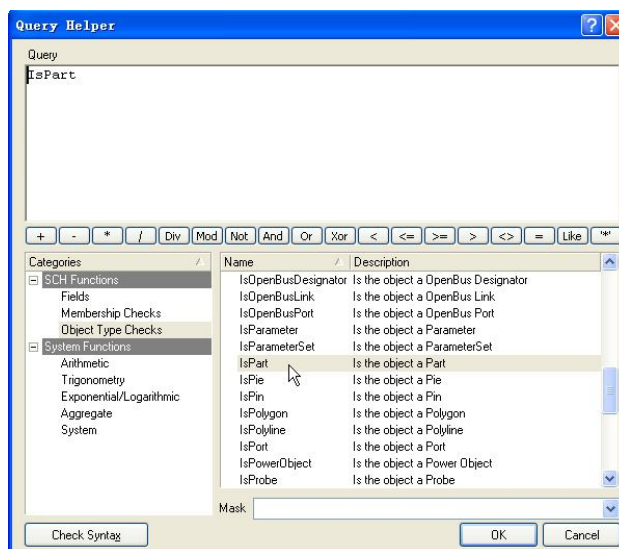 Query Helper
Query
IsPart
+ - * / Div Mod Not And Or Xor < <= >= > <> = Like '*'
Categories
SCH Functions
Fields
Membership Checks
Object Type Checks
System Functions
Arithmetic
Trigonometry
Exponential/Logarithmic
Aggregate
System
Name Description
IsOpenBusDesignator Is the object a OpenBus Designator
IsOpenBusLink Is the object a OpenBus Link
IsOpenBusPort Is the object a OpenBus Port
IsParameter Is the object a Parameter
IsParameterSet Is the object a ParameterSet
IsPart Is the object a Part
IsPie Is the object a Pie
IsPin Is the object a Pin
IsPolygon Is the object a Polygon
IsPolyline Is the object a Polyline
IsPort Is the object a Port
IsPowerObject Is the object a Power Object
IsProbe Is the object a Probe
Mask
Check Syntax OK Cancel